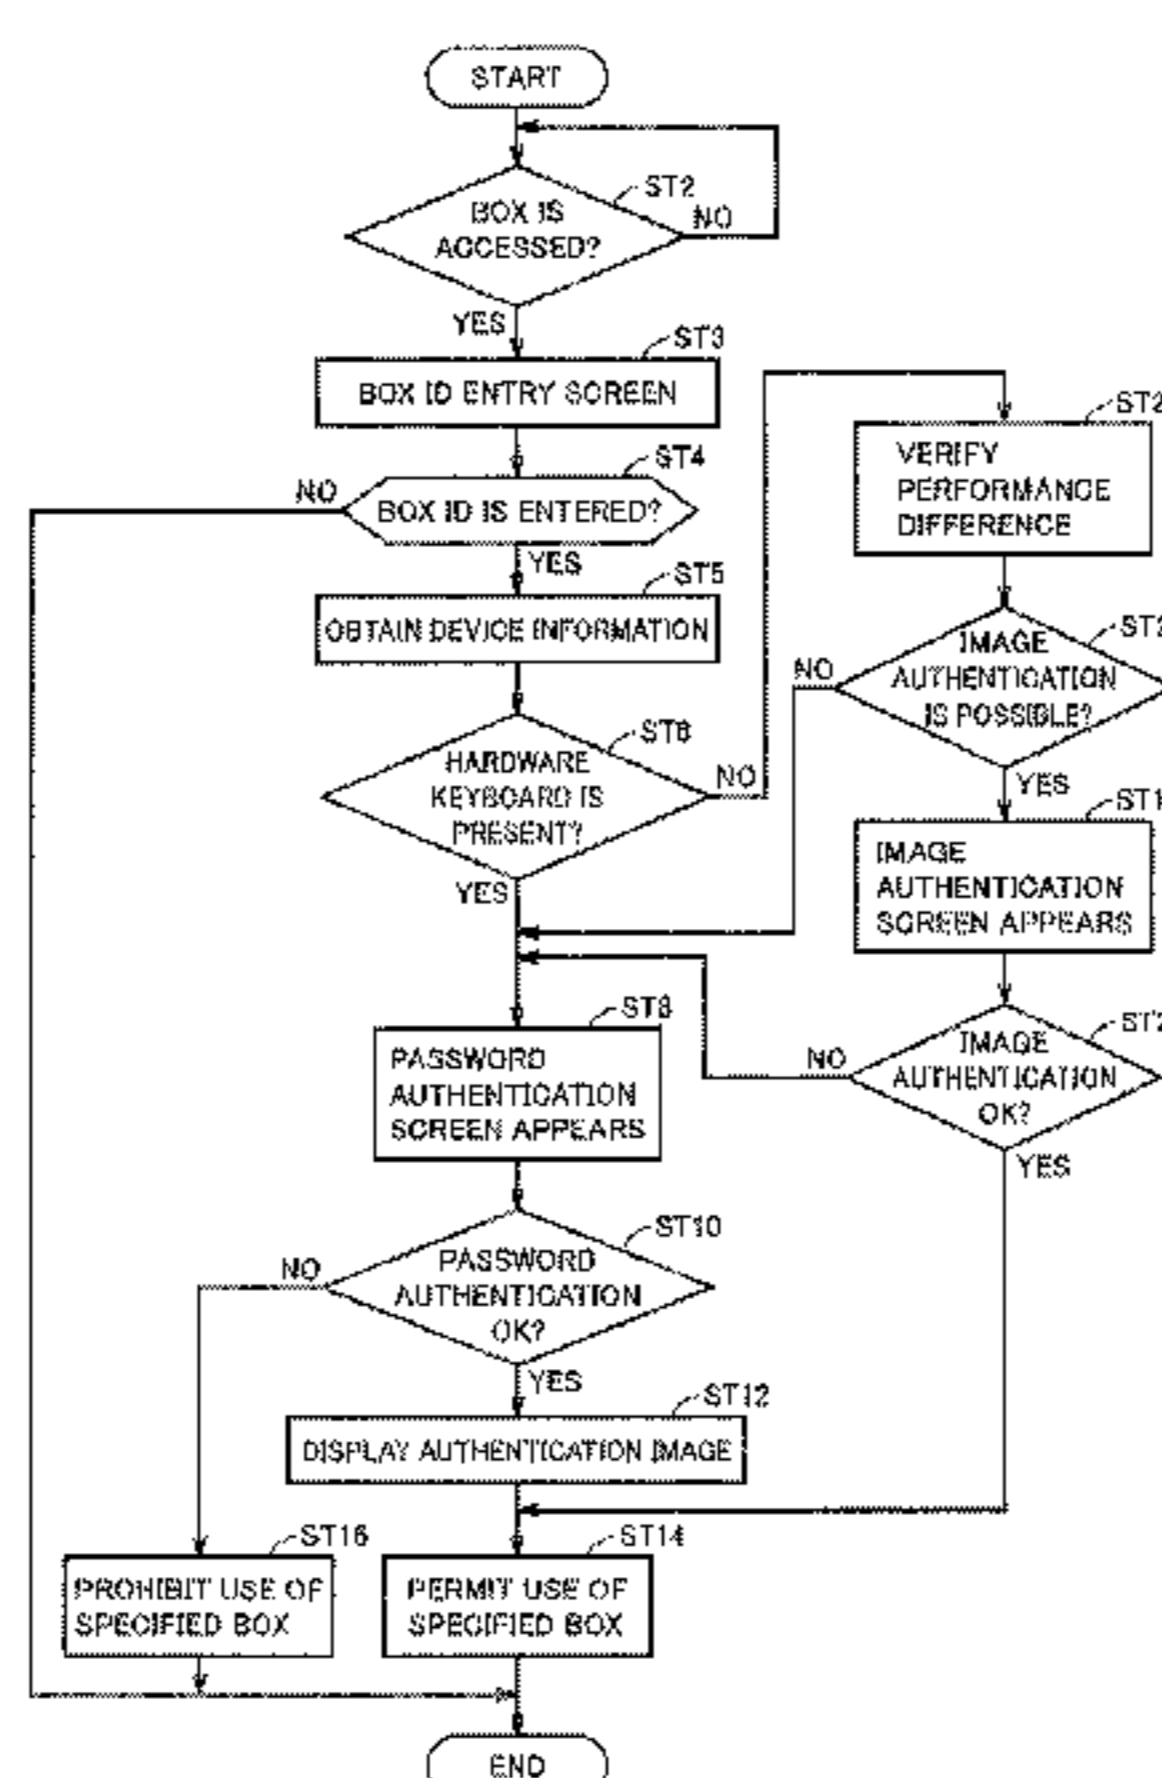 START
ST2
BOX IS
ACCESSED?
NO
YES
ST3
BOX ID ENTRY SCREEN
ST4
NO
BOX ID IS ENTERED?
YES
ST5
OBTAIN DEVICE INFORMATION
ST6
HARDWARE
KEYBOARD IS
PRESENT?
NO
YES
VERIFY
PERFORMANCE
DIFFERENCE
IMAGE
AUTHENTICATION
IS POSSIBLE?
NO
YES
IMAGE
AUTHENTICATION
SCREEN APPEARS
IMAGE
AUTHENTICATION
OK?
NO
YES
ST8
PASSWORD
AUTHENTICATION
SCREEN APPEARS
ST10
PASSWORD
AUTHENTICATION
OK?
NO
YES
ST12
DISPLAY AUTHENTICATION IMAGE
ST16
PROHIBIT USE OF
SPECIFIED BOX
ST14
PERMIT USE OF
SPECIFIED BOX
END